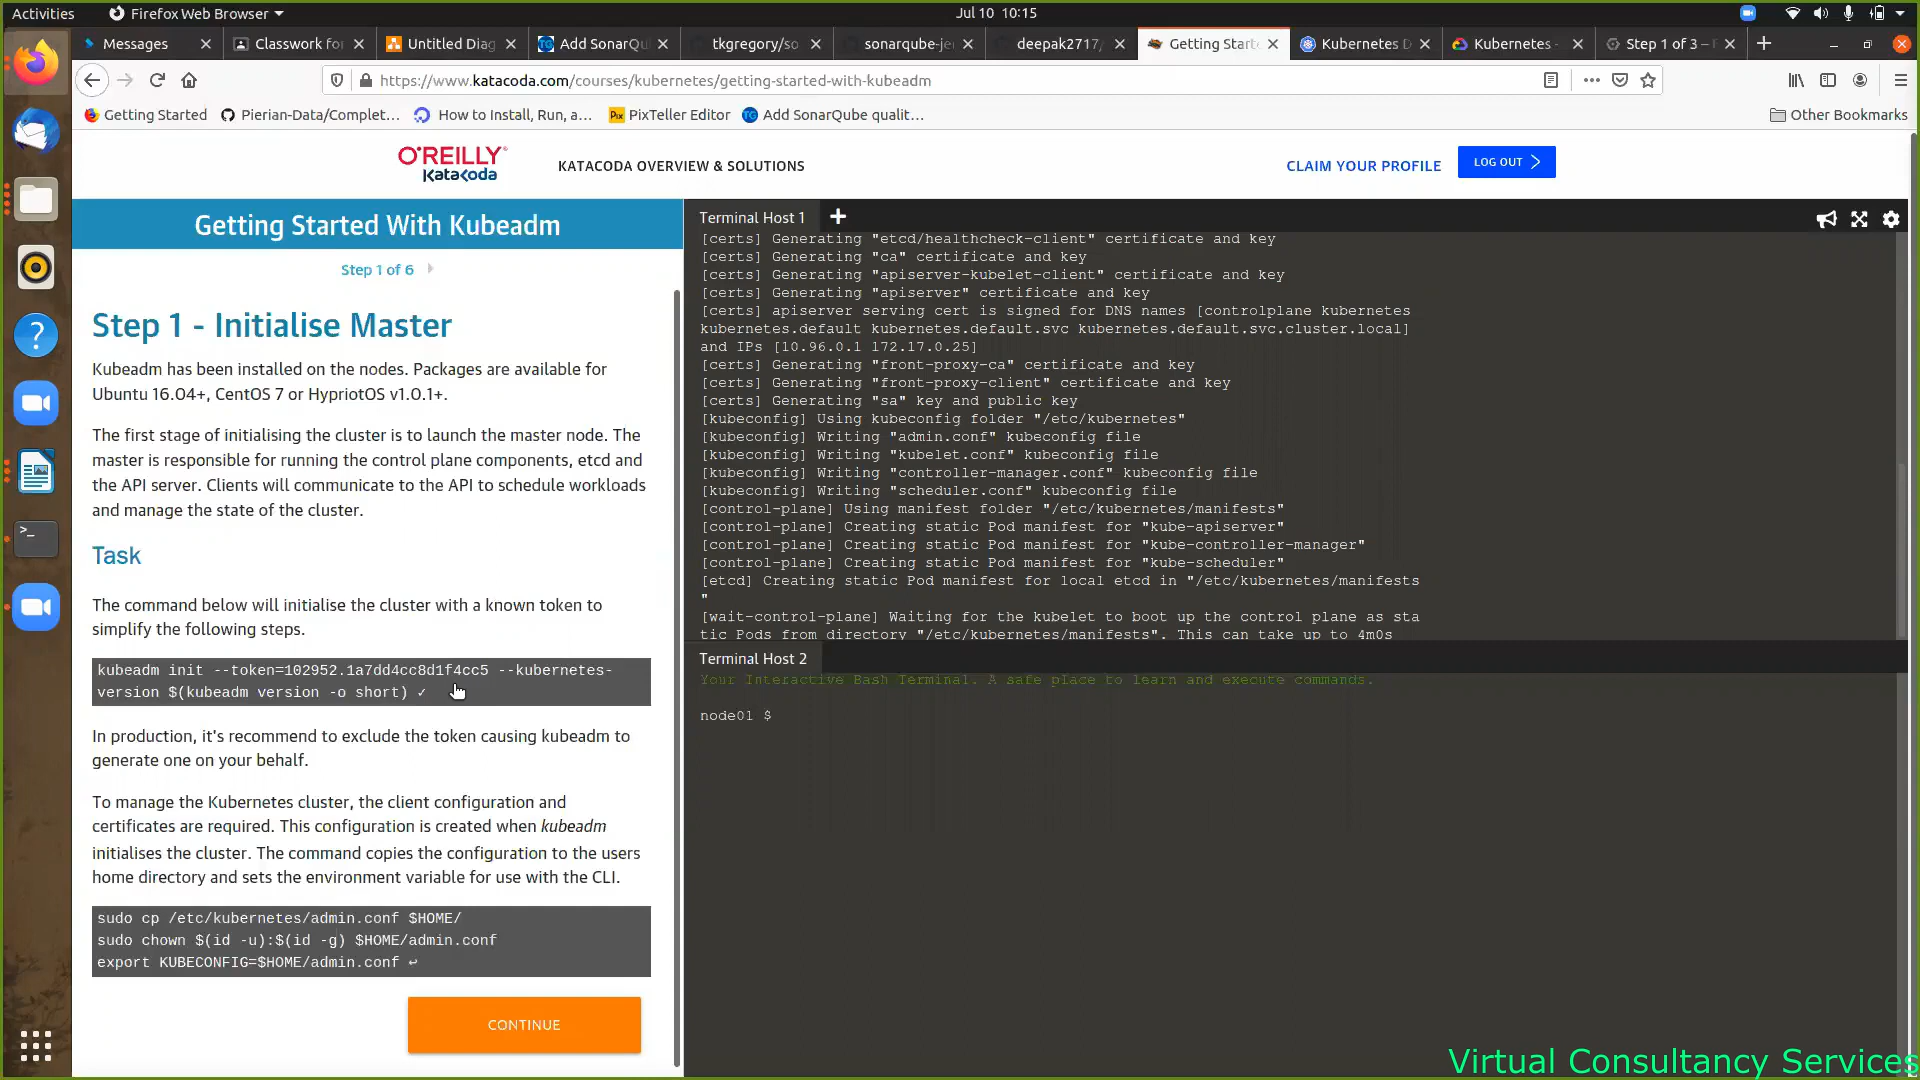 Activities
Firefox Web Browser
Jul 10 10:15
Messages
Classwork for
Untitled Diag
Add SonarQu
tkgregory/so
sonarqube-je
deepak2717/
Getting Start
Kubernetes D
Kubernetes -
Step 1 of 3 –
https://www.katacoda.com/courses/kubernetes/getting-started-with-kubeadm
Getting Started
Pierian-Data/Complet...
How to Install, Run, a...
PixTeller Editor
Add SonarQube qualit...
Other Bookmarks
O'REILLY
Katacoda
KATACODA OVERVIEW & SOLUTIONS
CLAIM YOUR PROFILE
LOG OUT
Getting Started With Kubeadm
Step 1 of 6
Step 1 - Initialise Master
Kubeadm has been installed on the nodes. Packages are available for
Ubuntu 16.04+, CentOS 7 or HypriotOS v1.0.1+.
The first stage of initialising the cluster is to launch the master node. The
master is responsible for running the control plane components, etcd and
the API server. Clients will communicate to the API to schedule workloads
and manage the state of the cluster.
Task
The command below will initialise the cluster with a known token to
simplify the following steps.
kubeadm init --token=102952.1a7dd4cc8d1f4cc5 --kubernetes-
version $(kubeadm version -o short) ✓
In production, it's recommend to exclude the token causing kubeadm to
generate one on your behalf.
To manage the Kubernetes cluster, the client configuration and
certificates are required. This configuration is created when kubeadm
initialises the cluster. The command copies the configuration to the users
home directory and sets the environment variable for use with the CLI.
sudo cp /etc/kubernetes/admin.conf $HOME/
sudo chown $(id -u):$(id -g) $HOME/admin.conf
export KUBECONFIG=$HOME/admin.conf ↩
CONTINUE
Terminal Host 1
[certs] Generating "etcd/healthcheck-client" certificate and key
[certs] Generating "ca" certificate and key
[certs] Generating "apiserver-kubelet-client" certificate and key
[certs] Generating "apiserver" certificate and key
[certs] apiserver serving cert is signed for DNS names [controlplane kubernetes
kubernetes.default kubernetes.default.svc kubernetes.default.svc.cluster.local]
and IPs [10.96.0.1 172.17.0.25]
[certs] Generating "front-proxy-ca" certificate and key
[certs] Generating "front-proxy-client" certificate and key
[certs] Generating "sa" key and public key
[kubeconfig] Using kubeconfig folder "/etc/kubernetes"
[kubeconfig] Writing "admin.conf" kubeconfig file
[kubeconfig] Writing "kubelet.conf" kubeconfig file
[kubeconfig] Writing "controller-manager.conf" kubeconfig file
[kubeconfig] Writing "scheduler.conf" kubeconfig file
[control-plane] Using manifest folder "/etc/kubernetes/manifests"
[control-plane] Creating static Pod manifest for "kube-apiserver"
[control-plane] Creating static Pod manifest for "kube-controller-manager"
[control-plane] Creating static Pod manifest for "kube-scheduler"
[etcd] Creating static Pod manifest for local etcd in "/etc/kubernetes/manifests
"
[wait-control-plane] Waiting for the kubelet to boot up the control plane as sta
tic Pods from directory "/etc/kubernetes/manifests". This can take up to 4m0s
Terminal Host 2
Your Interactive Bash Terminal. A safe place to learn and execute commands.
node01 $
Virtual Consultancy Services